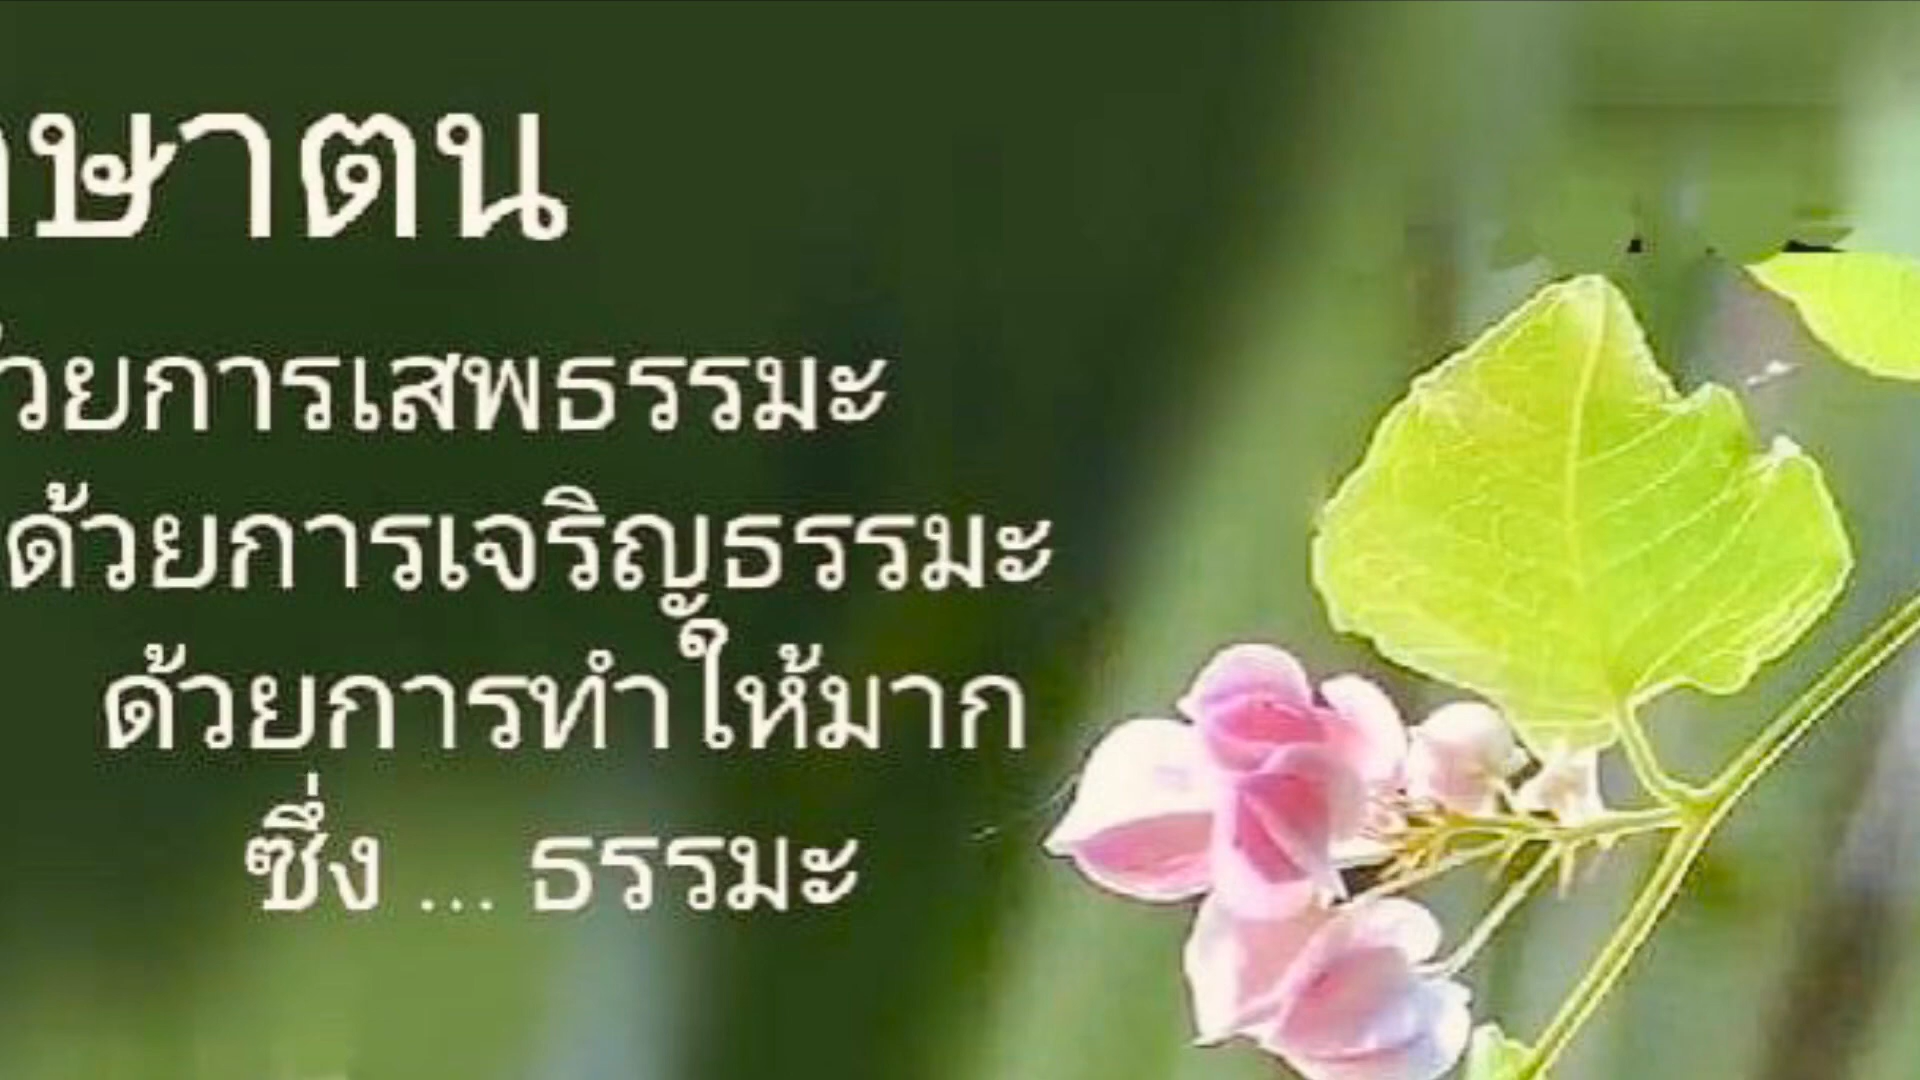 ษาตน
ด้วยการเสพธรรมะ
ด้วยการเจริญธรรมะ
ด้วยการทำให้มาก
ซึ่ง ... ธรรมะ